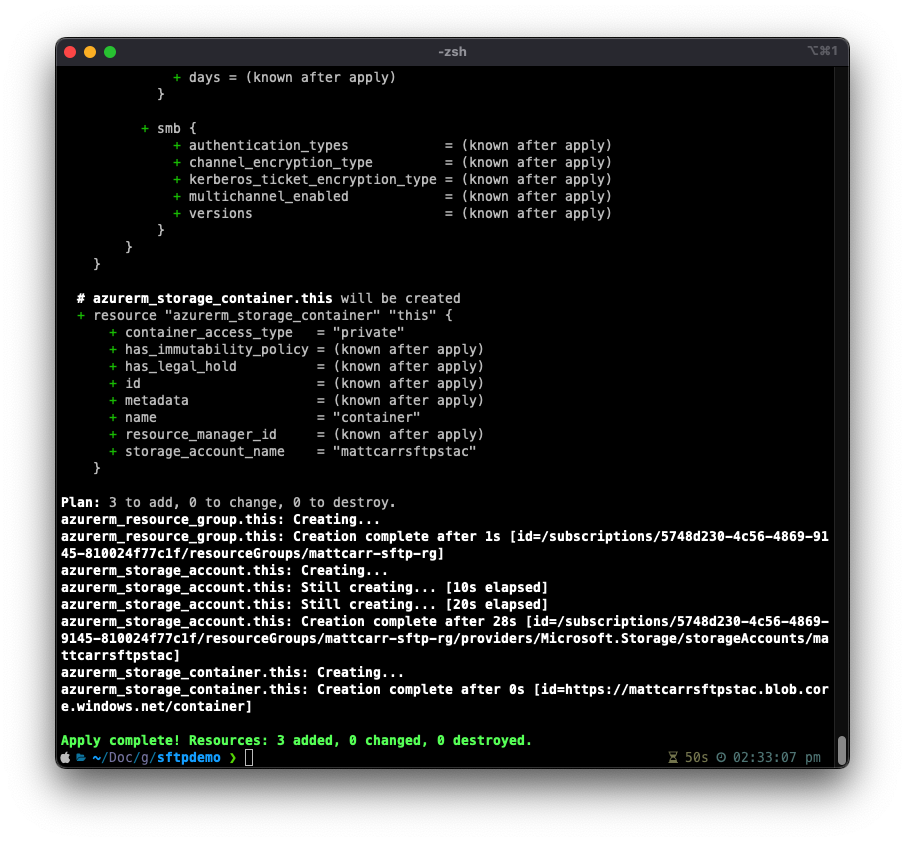 -zsh
⌥⌘1
+ days = (known after apply)
}
+ smb {
+ authentication_types = (known after apply)
+ channel_encryption_type = (known after apply)
+ kerberos_ticket_encryption_type = (known after apply)
+ multichannel_enabled = (known after apply)
+ versions = (known after apply)
}
}
}
# azurerm_storage_container.this will be created
+ resource "azurerm_storage_container" "this" {
+ container_access_type = "private"
+ has_immutability_policy = (known after apply)
+ has_legal_hold = (known after apply)
+ id = (known after apply)
+ metadata = (known after apply)
+ name = "container"
+ resource_manager_id = (known after apply)
+ storage_account_name = "mattcarrsftpstac"
}
Plan: 3 to add, 0 to change, 0 to destroy.
azurerm_resource_group.this: Creating...
azurerm_resource_group.this: Creation complete after 1s [id=/subscriptions/5748d230-4c56-4869-91
45-810024f77c1f/resourceGroups/mattcarr-sftp-rg]
azurerm_storage_account.this: Creating...
azurerm_storage_account.this: Still creating... [10s elapsed]
azurerm_storage_account.this: Still creating... [20s elapsed]
azurerm_storage_account.this: Creation complete after 28s [id=/subscriptions/5748d230-4c56-4869-
9145-810024f77c1f/resourceGroups/mattcarr-sftp-rg/providers/Microsoft.Storage/storageAccounts/ma
ttcarrsftpstac]
azurerm_storage_container.this: Creating...
azurerm_storage_container.this: Creation complete after 0s [id=https://mattcarrsftpstac.blob.cor
e.windows.net/container]
Apply complete! Resources: 3 added, 0 changed, 0 destroyed.
~/Doc/g/sftpdemo ❯ 50s 02:33:07 pm